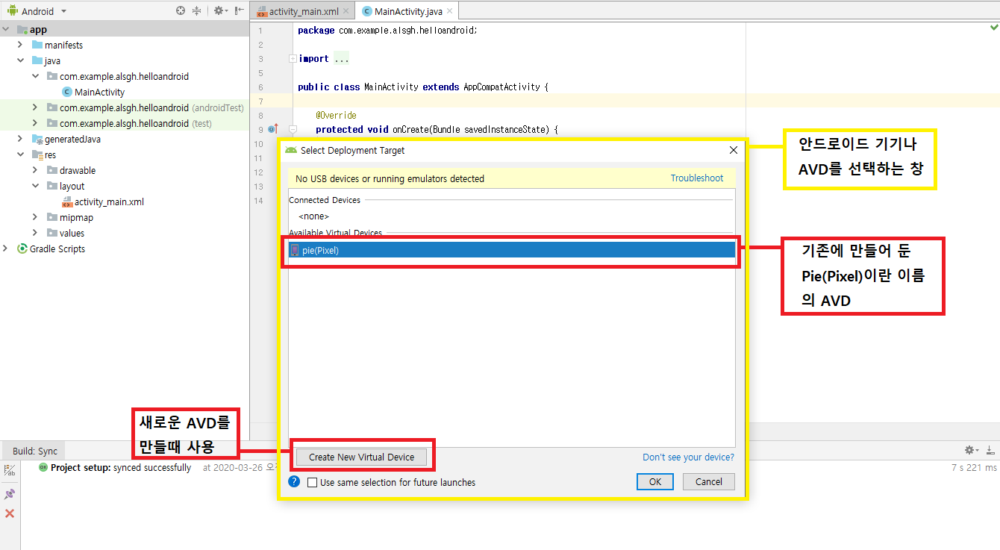 Android
activity_main.xml
MainActivity.java
app
manifests
java
com.example.alsgh.helloandroid
MainActivity
com.example.alsgh.helloandroid (androidTest)
com.example.alsgh.helloandroid (test)
generatedJava
res
drawable
layout
activity_main.xml
mipmap
values
Gradle Scripts
1 package com.example.alsgh.helloandroid;
2
3 import ...
5
6 public class MainActivity extends AppCompatActivity {
7
8 @Override
9 protected void onCreate(Bundle savedInstanceState) {
10
11
12
13
14
Select Deployment Target
No USB devices or running emulators detected
Troubleshoot
Connected Devices
<none>
Available Virtual Devices
pie(Pixel)
Create New Virtual Device
Don't see your device?
Use same selection for future launches
OK
Cancel
안드로이드 기기나
AVD를 선택하는 창
기존에 만들어 둔
Pie(Pixel)이란 이름
의 AVD
새로운 AVD를
만들때 사용
Build: Sync
OK Project setup: synced successfully at 2020-03-26
7 s 221 ms